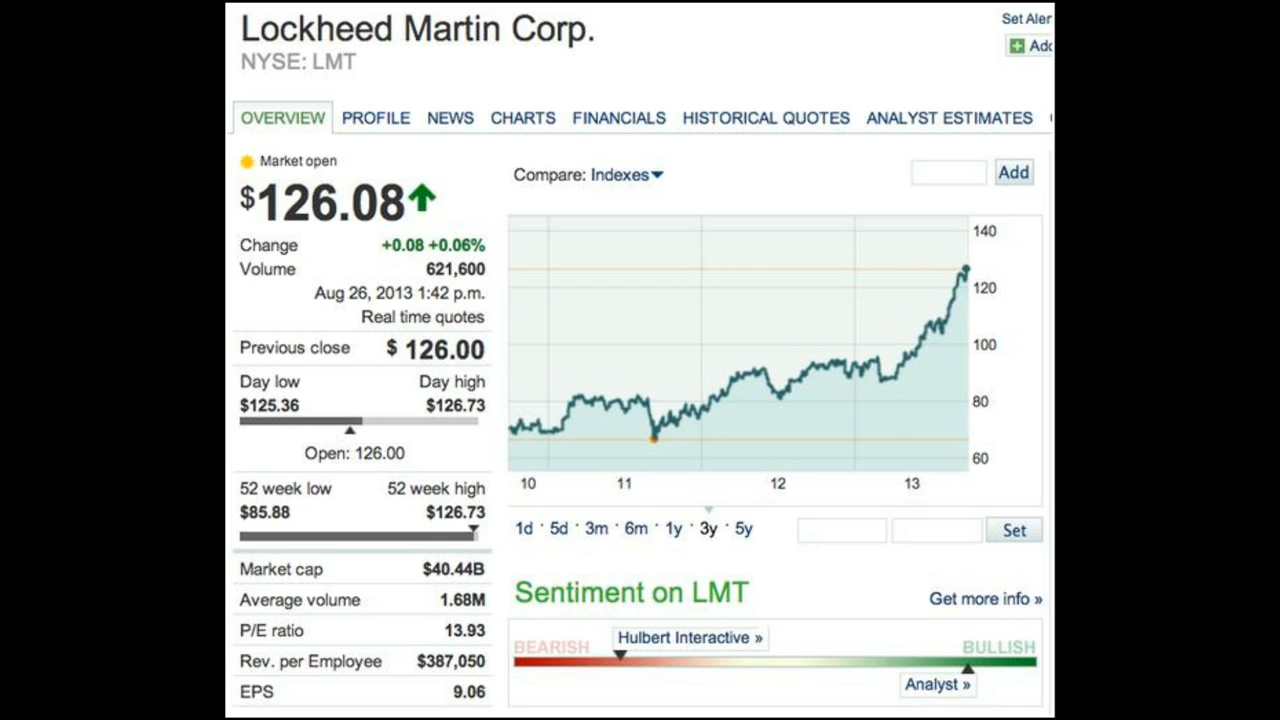 Lockheed Martin Corp.
NYSE: LMT
Set Aler
OVERVIEW PROFILE NEWS CHARTS FINANCIALS HISTORICAL QUOTES ANALYST ESTIMATES
Market open
$126.08
Change +0.08 +0.06%
Volume 621,600
Aug 26, 2013 1:42 p.m.
Real time quotes
Previous close $ 126.00
Day low Day high
$125.36 $126.73
Open: 126.00
52 week low 52 week high
$85.88 $126.73
Market cap $40.44B
Average volume 1.68M
P/E ratio 13.93
Rev. per Employee $387,050
EPS 9.06
Compare: Indexes Add
140
120
100
80
60
10 11 12 13
1d · 5d · 3m · 6m · 1y · 3y · 5y Set
Sentiment on LMT
Get more info »
Hulbert Interactive »
BEARISH BULLISH
Analyst »